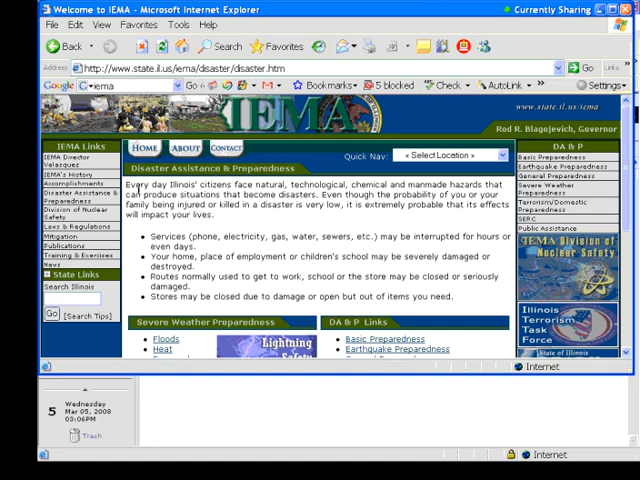 Welcome to IEMA - Microsoft Internet Explorer
Currently Sharing
File Edit View Favorites Tools Help
Back Search Favorites
Address http://www.state.il.us/iema/disaster/disaster.htm Go Links »
Google iema Go Bookmarks 5 blocked Check AutoLink » Settings
IEMA
www.state.il.us/iema
Rod R. Blagojevich, Governor
IEMA Links
IEMA Director
Velasquez
IEMA's History
Accomplishments
Disaster Assistance &
Preparedness
Division of Nuclear
Safety
Laws & Regulations
Mitigation
Publications
Training & Exercises
News
State Links
Search Illinois
Go [Search Tips]
HOME ABOUT CONTACT
Quick Nav: « Select Location »
Disaster Assistance & Preparedness
Every day Illinois' citizens face natural, technological, chemical and manmade hazards that
can produce situations that become disasters. Even though the probability of you or your
family being injured or killed in a disaster is very low, it is extremely probable that its effects
will impact your lives.
• Services (phone, electricity, gas, water, sewers, etc.) may be interrupted for hours or
even days.
• Your home, place of employment or children's school may be severely damaged or
destroyed.
• Routes normally used to get to work, school or the store may be closed or seriously
damaged.
• Stores may be closed due to damage or open but out of items you need.
Severe Weather Preparedness
• Floods
• Heat
Lightning
Safety
DA & P Links
• Basic Preparedness
• Earthquake Preparedness
DA & P
Basic Preparedness
Earthquake Preparedness
General Preparedness
Severe Weather
Preparedness
Terrorism/Domestic
Preparedness
SERC
Public Assistance
IEMA Division of
Nuclear Safety
Illinois
Terrorism
Task
Force
State of Illinois
Internet
5 Wednesday
Mar 05, 2008
03:06PM
Trash
Internet